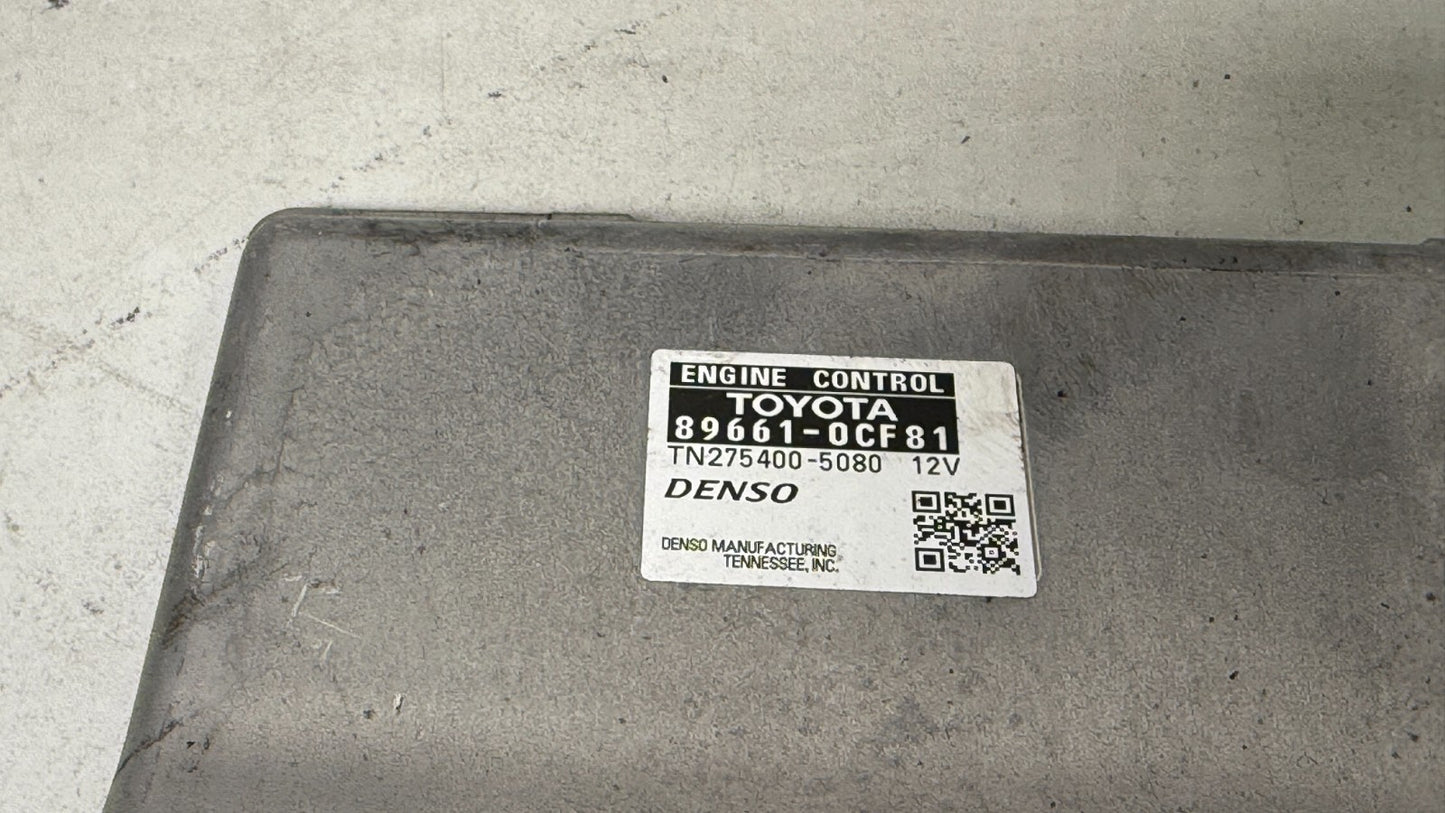 ENGINE CONTROL
TOYOTA
89661-0CF81
TN275400-5080 12V
DENSO
DENSO MANUFACTURING
TENNESSEE, INC.